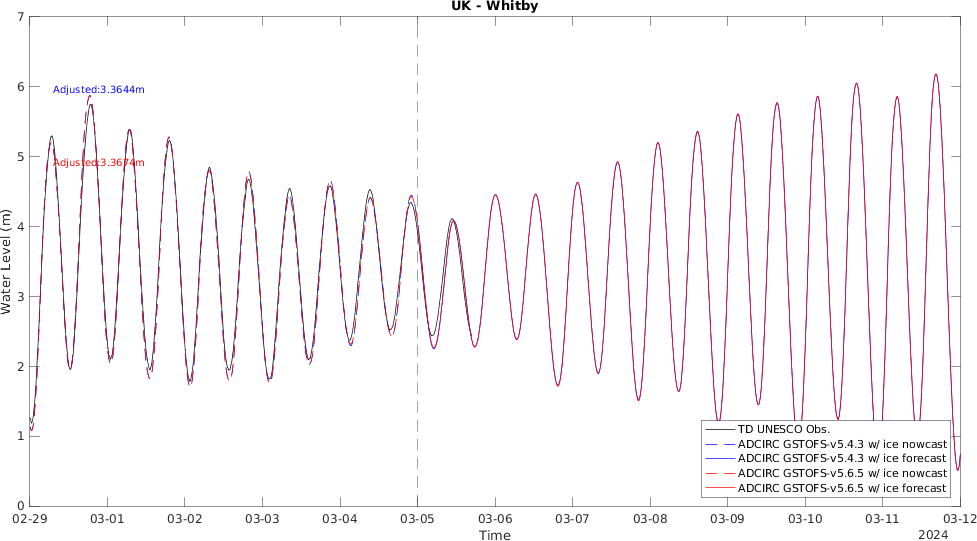 UK - Whitby
7
6
5
4
3
2
1
0
Water Level (m)
Adjusted:3.3644m
Adjusted:3.3674m
TD UNESCO Obs.
ADCIRC GSTOFS-v5.4.3 w/ ice nowcast
ADCIRC GSTOFS-v5.4.3 w/ ice forecast
ADCIRC GSTOFS-v5.6.5 w/ ice nowcast
ADCIRC GSTOFS-v5.6.5 w/ ice forecast
02-29 03-01 03-02 03-03 03-04 03-05 03-06 03-07 03-08 03-09 03-10 03-11 03-12
Time
2024